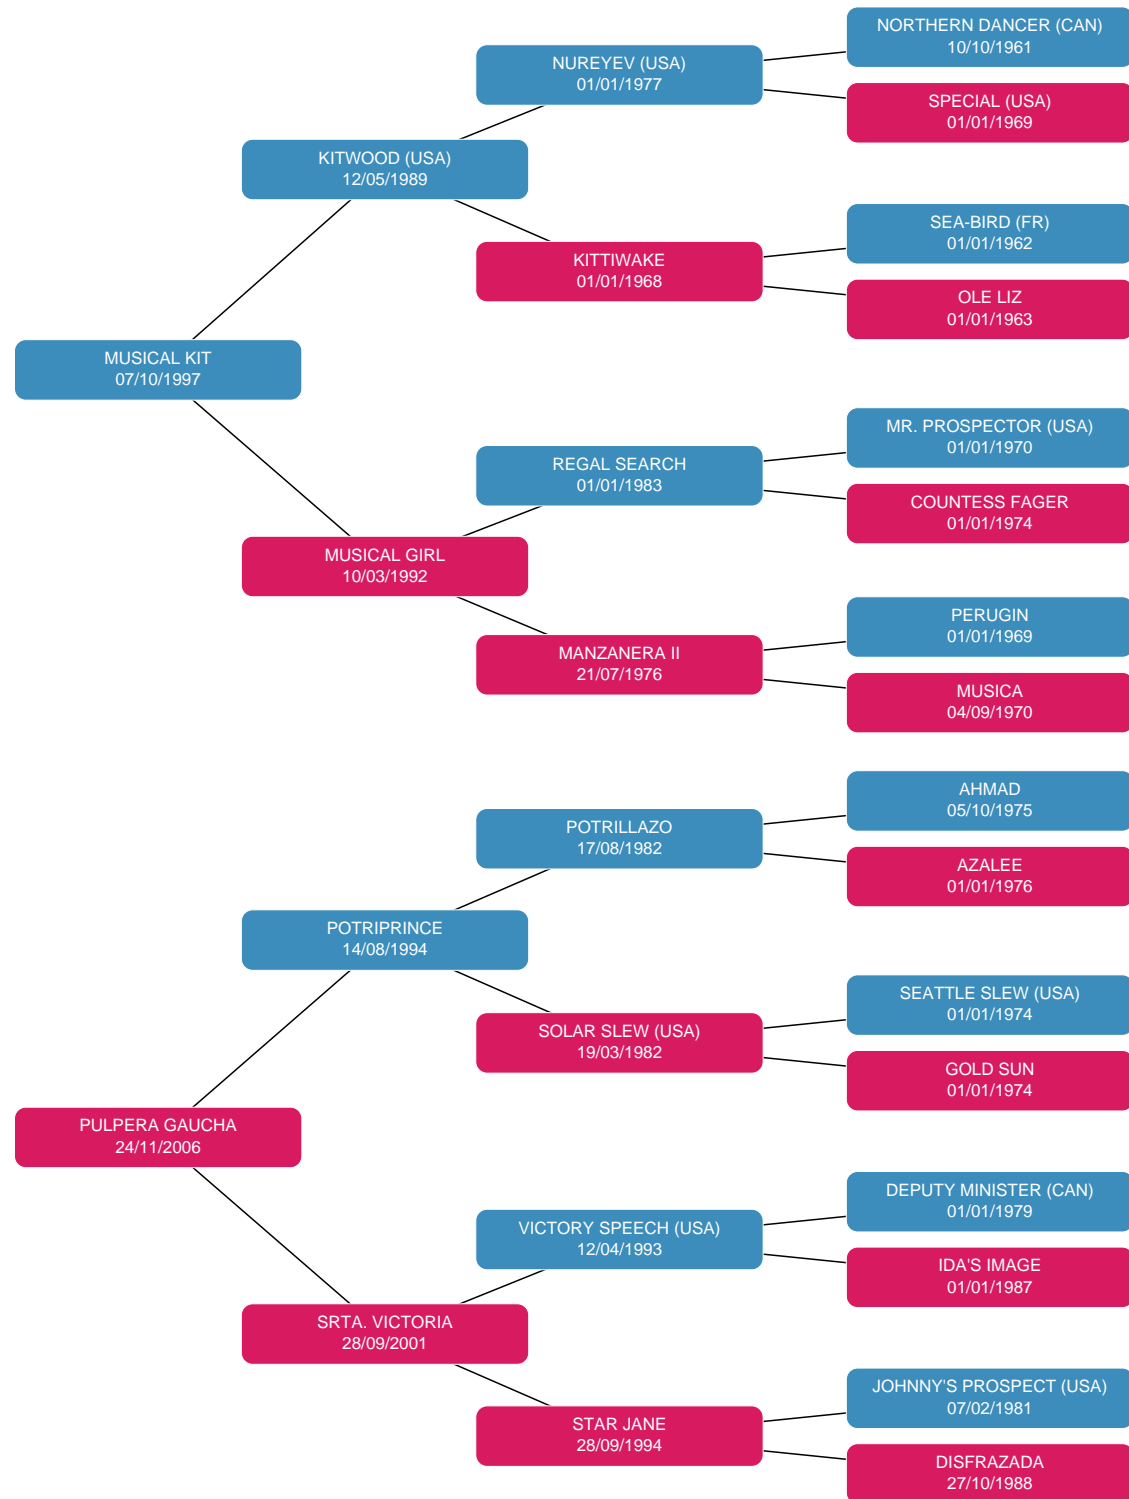 NORTHERN DANCER (CAN)
10/10/1961
NUREYEV (USA)
01/01/1977
SPECIAL (USA)
01/01/1969
KITWOOD (USA)
12/05/1989
SEA-BIRD (FR)
01/01/1962
KITTIWAKE
01/01/1968
OLE LIZ
01/01/1963
MUSICAL KIT
07/10/1997
MR. PROSPECTOR (USA)
01/01/1970
REGAL SEARCH
01/01/1983
COUNTESS FAGER
01/01/1974
MUSICAL GIRL
10/03/1992
PERUGIN
01/01/1969
MANZANERA II
21/07/1976
MUSICA
04/09/1970
AHMAD
05/10/1975
POTRILLAZO
17/08/1982
AZALEE
01/01/1976
POTRIPRINCE
14/08/1994
SEATTLE SLEW (USA)
01/01/1974
SOLAR SLEW (USA)
19/03/1982
GOLD SUN
01/01/1974
PULPERA GAUCHA
24/11/2006
DEPUTY MINISTER (CAN)
01/01/1979
VICTORY SPEECH (USA)
12/04/1993
IDA'S IMAGE
01/01/1987
SRTA. VICTORIA
28/09/2001
JOHNNY'S PROSPECT (USA)
07/02/1981
STAR JANE
28/09/1994
DISFRAZADA
27/10/1988